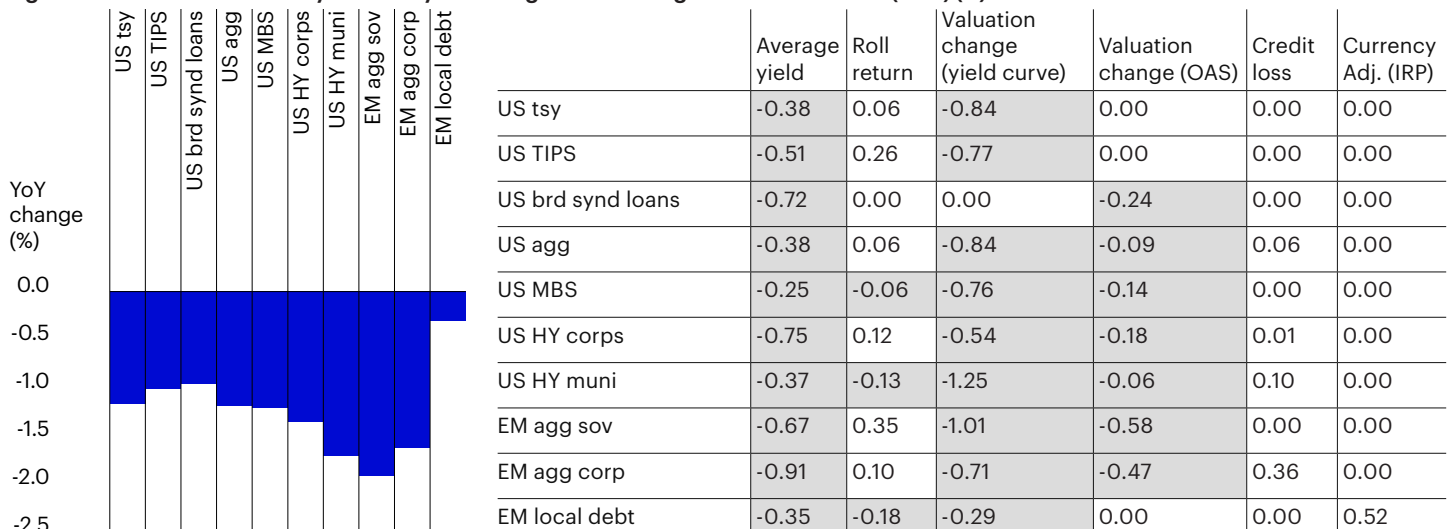 US tsy
US TIPS
US brd synd loans
US agg
US MBS
US HY corps
US HY muni
EM agg sov
EM agg corp
EM local debt
YoY
change
(%)
0.0
-0.5
-1.0
-1.5
-2.0
-2.5
Average yield Roll return Valuation change (yield curve) Valuation change (OAS) Credit loss Currency Adj. (IRP)
US tsy -0.38 0.06 -0.84 0.00 0.00 0.00
US TIPS -0.51 0.26 -0.77 0.00 0.00 0.00
US brd synd loans -0.72 0.00 0.00 -0.24 0.00 0.00
US agg -0.38 0.06 -0.84 -0.09 0.06 0.00
US MBS -0.25 -0.06 -0.76 -0.14 0.00 0.00
US HY corps -0.75 0.12 -0.54 -0.18 0.01 0.00
US HY muni -0.37 -0.13 -1.25 -0.06 0.10 0.00
EM agg sov -0.67 0.35 -1.01 -0.58 0.00 0.00
EM agg corp -0.91 0.10 -0.71 -0.47 0.36 0.00
EM local debt -0.35 -0.18 -0.29 0.00 0.00 0.52